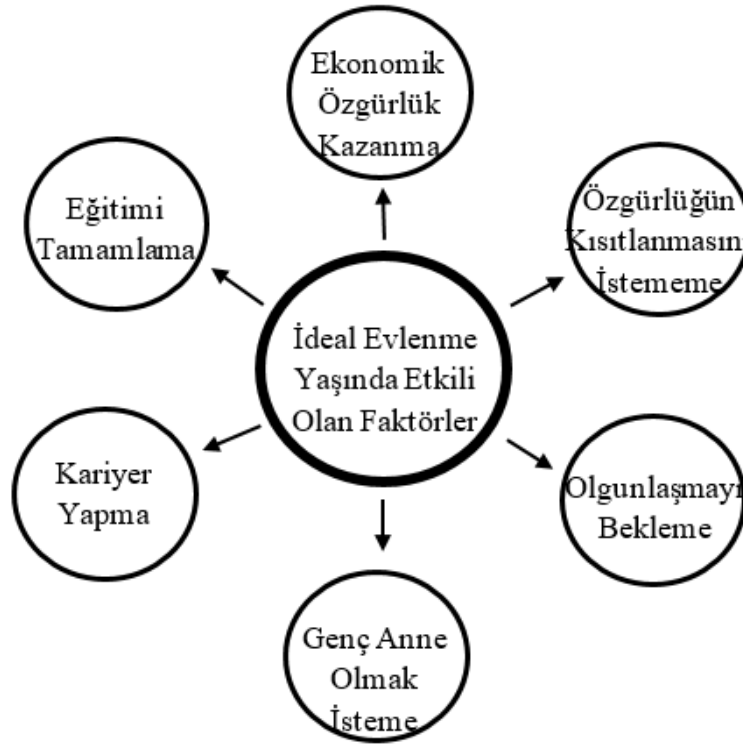 Ekonomik
Özgürlük
Kazanma
Eğitimi
Tamamlama
Özgürlüğün
Kısıtlanmasın
İstememe
İdeal Evlenme
Yaşında Etkili
Olan Faktörler
Kariyer
Yapma
Olgunlaşmayı
Bekleme
Genç Anne
Olmak
İsteme